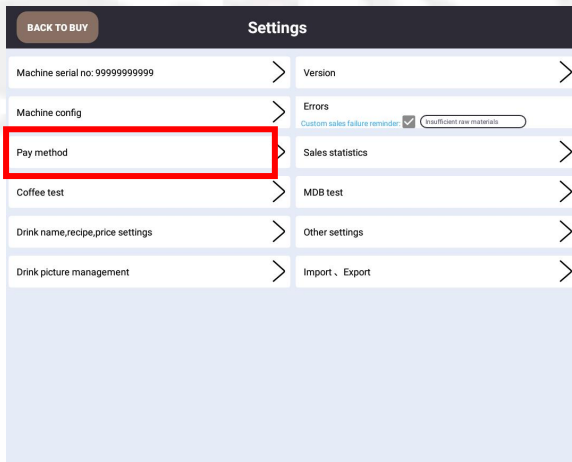 BACK TO BUY
Settings
Machine serial no: 99999999999
Version
Machine config
Errors
Custom sales failure reminder: Insufficient raw materials
Pay method
Sales statistics
Coffee test
MDB test
Drink name,recipe,price settings
Other settings
Drink picture management
Import 、Export